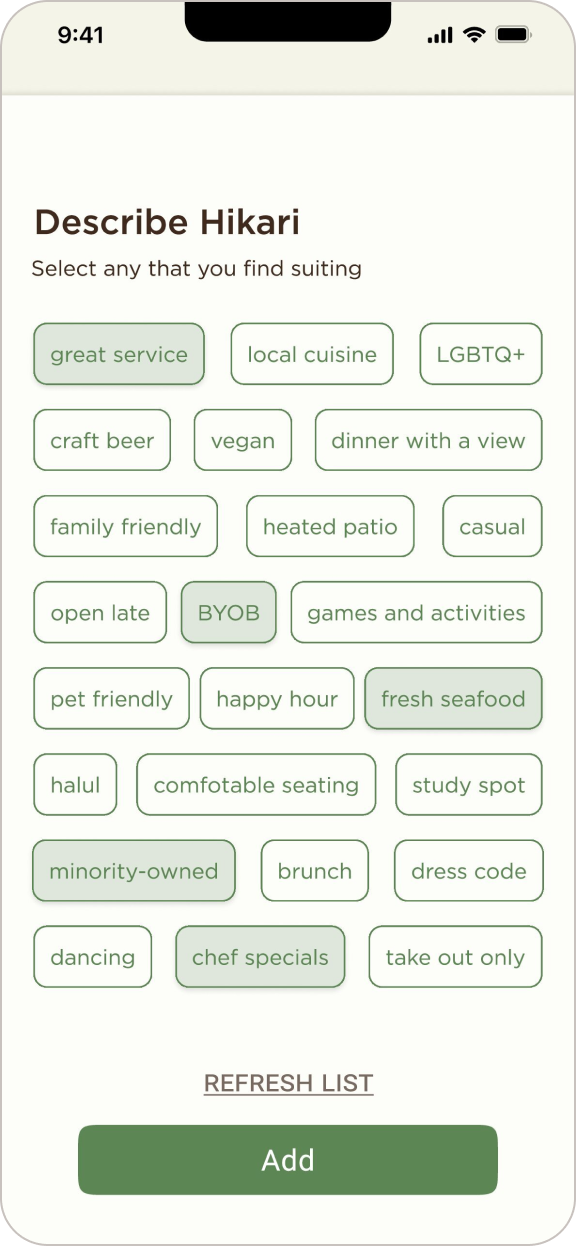 9:41
Describe Hikari
Select any that you find suiting
great service local cuisine LGBTQ+
craft beer vegan dinner with a view
family friendly heated patio casual
open late BYOB games and activities
pet friendly happy hour fresh seafood
halul comfotable seating study spot
minority-owned brunch dress code
dancing chef specials take out only
REFRESH LIST
Add